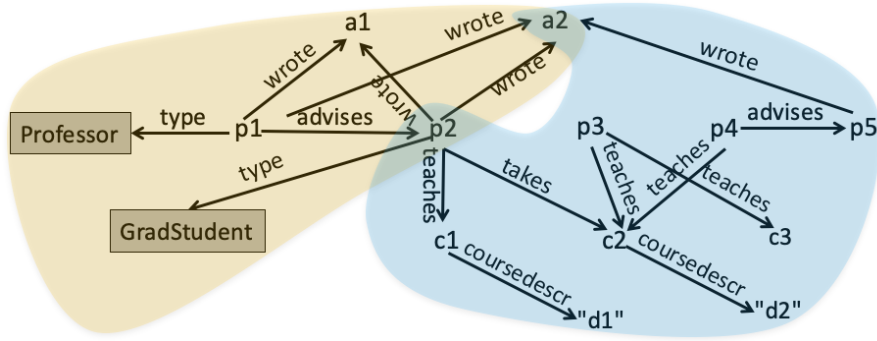 a1
a2
wrote
wrote
wrote
wrote
wrote
Professor
type
p1
advises
p2
p3
p4
advises
p5
type
teaches
takes
teaches
teaches
teaches
GradStudent
c1
c2
c3
coursedescr
coursedescr
"d1"
"d2"